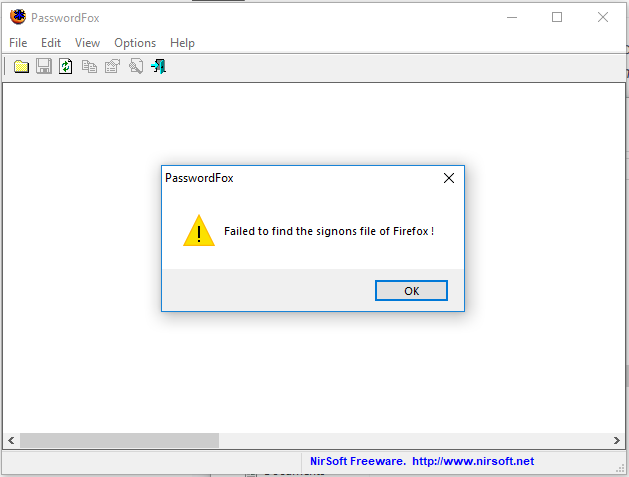 PasswordFox
File Edit View Options Help
PasswordFox
Failed to find the signons file of Firefox !
OK
NirSoft Freeware. http://www.nirsoft.net